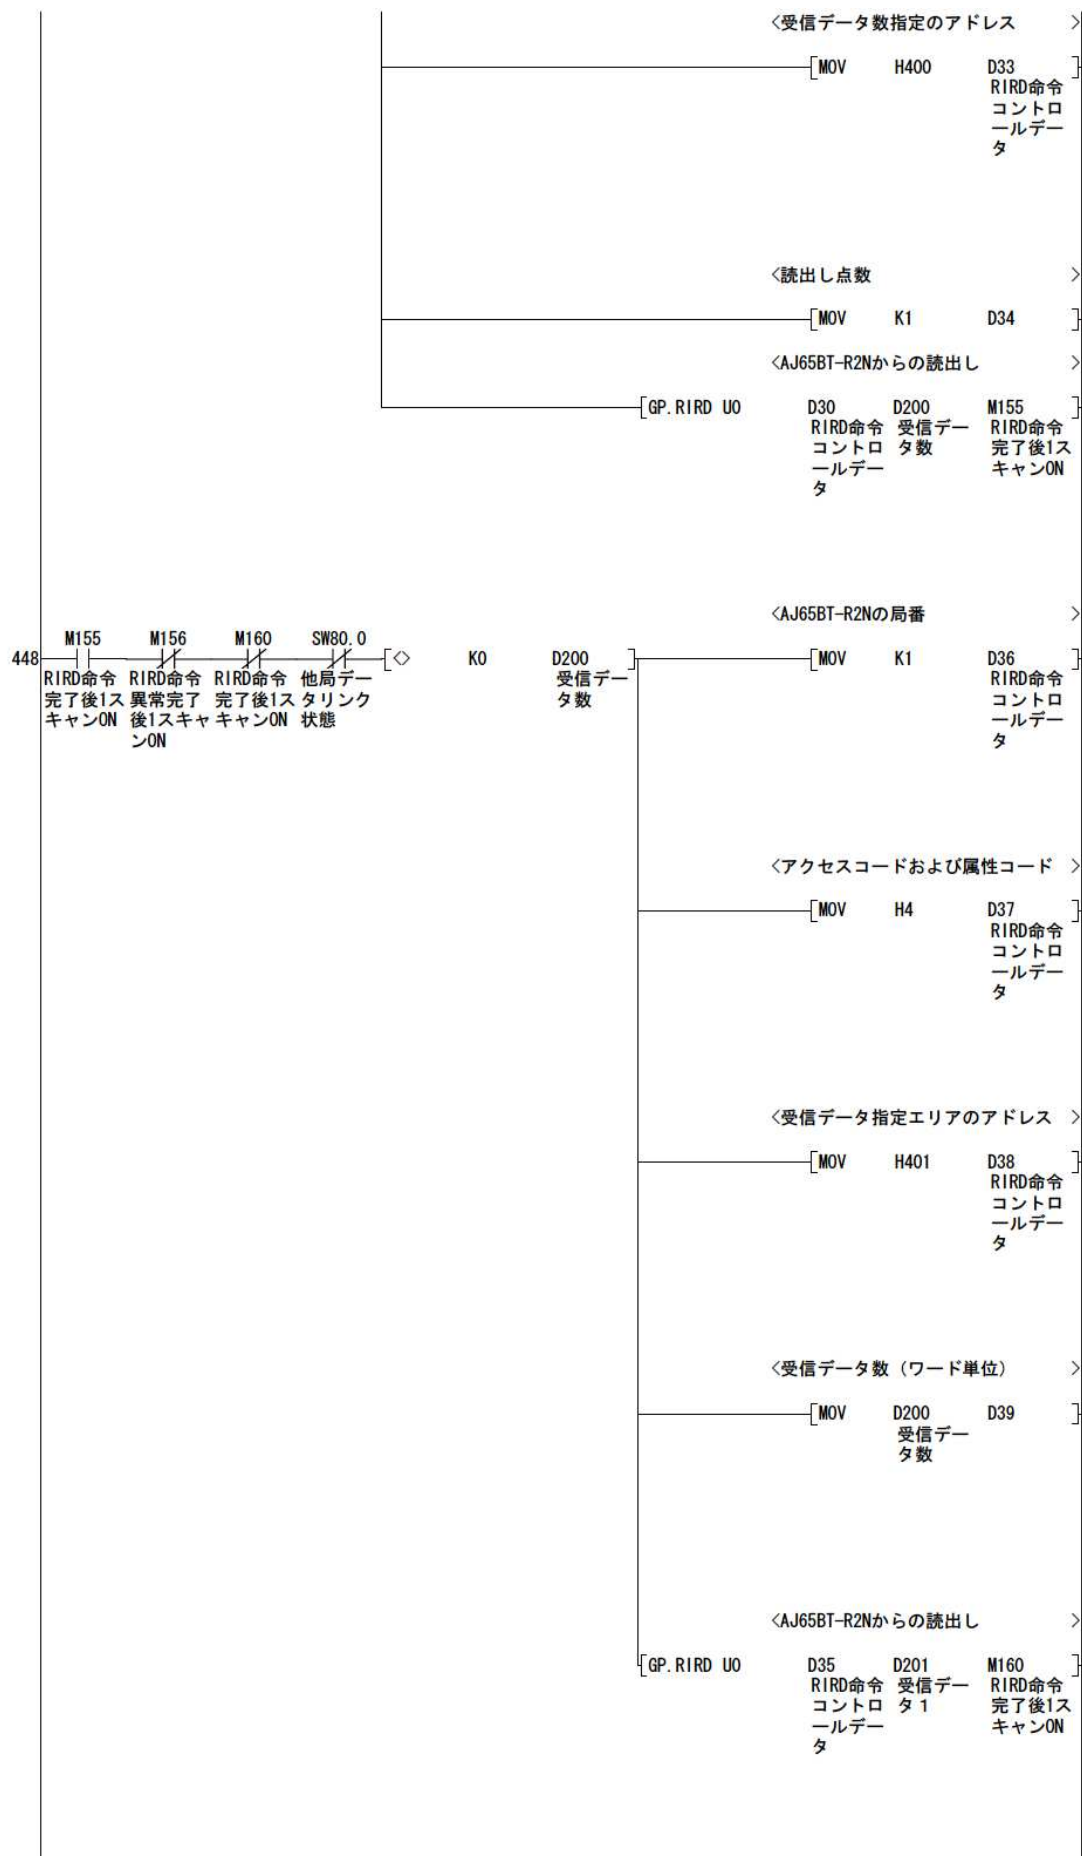 <受信データ数指定のアドレス >
[MOV H400 D33 ]
RIRD命令
コントロ
ールデー
タ
<読出し点数 >
[MOV K1 D34 ]
<AJ65BT-R2Nからの読出し >
[GP.RIRD U0 D30 D200 M155 ]
RIRD命令 受信デー RIRD命令
コントロ タ数 完了後1ス
ールデー キャンON
タ
<AJ65BT-R2Nの局番 >
M155 M156 M160 SW80.0
448 [<> K0 D200 ] [MOV K1 D36 ]
RIRD命令 RIRD命令 RIRD命令 他局デー 受信デー RIRD命令
完了後1ス 異常完了 完了後1ス タリンク タ数 コントロ
キャンON 後1スキャ キャンON 状態 ールデー
ンON タ
<アクセスコードおよび属性コード >
[MOV H4 D37 ]
RIRD命令
コントロ
ールデー
タ
<受信データ指定エリアのアドレス >
[MOV H401 D38 ]
RIRD命令
コントロ
ールデー
タ
<受信データ数（ワード単位） >
[MOV D200 D39 ]
受信デー
タ数
<AJ65BT-R2Nからの読出し >
[GP.RIRD U0 D35 D201 M160 ]
RIRD命令 受信デー RIRD命令
コントロ タ１ 完了後1ス
ールデー キャンON
タ